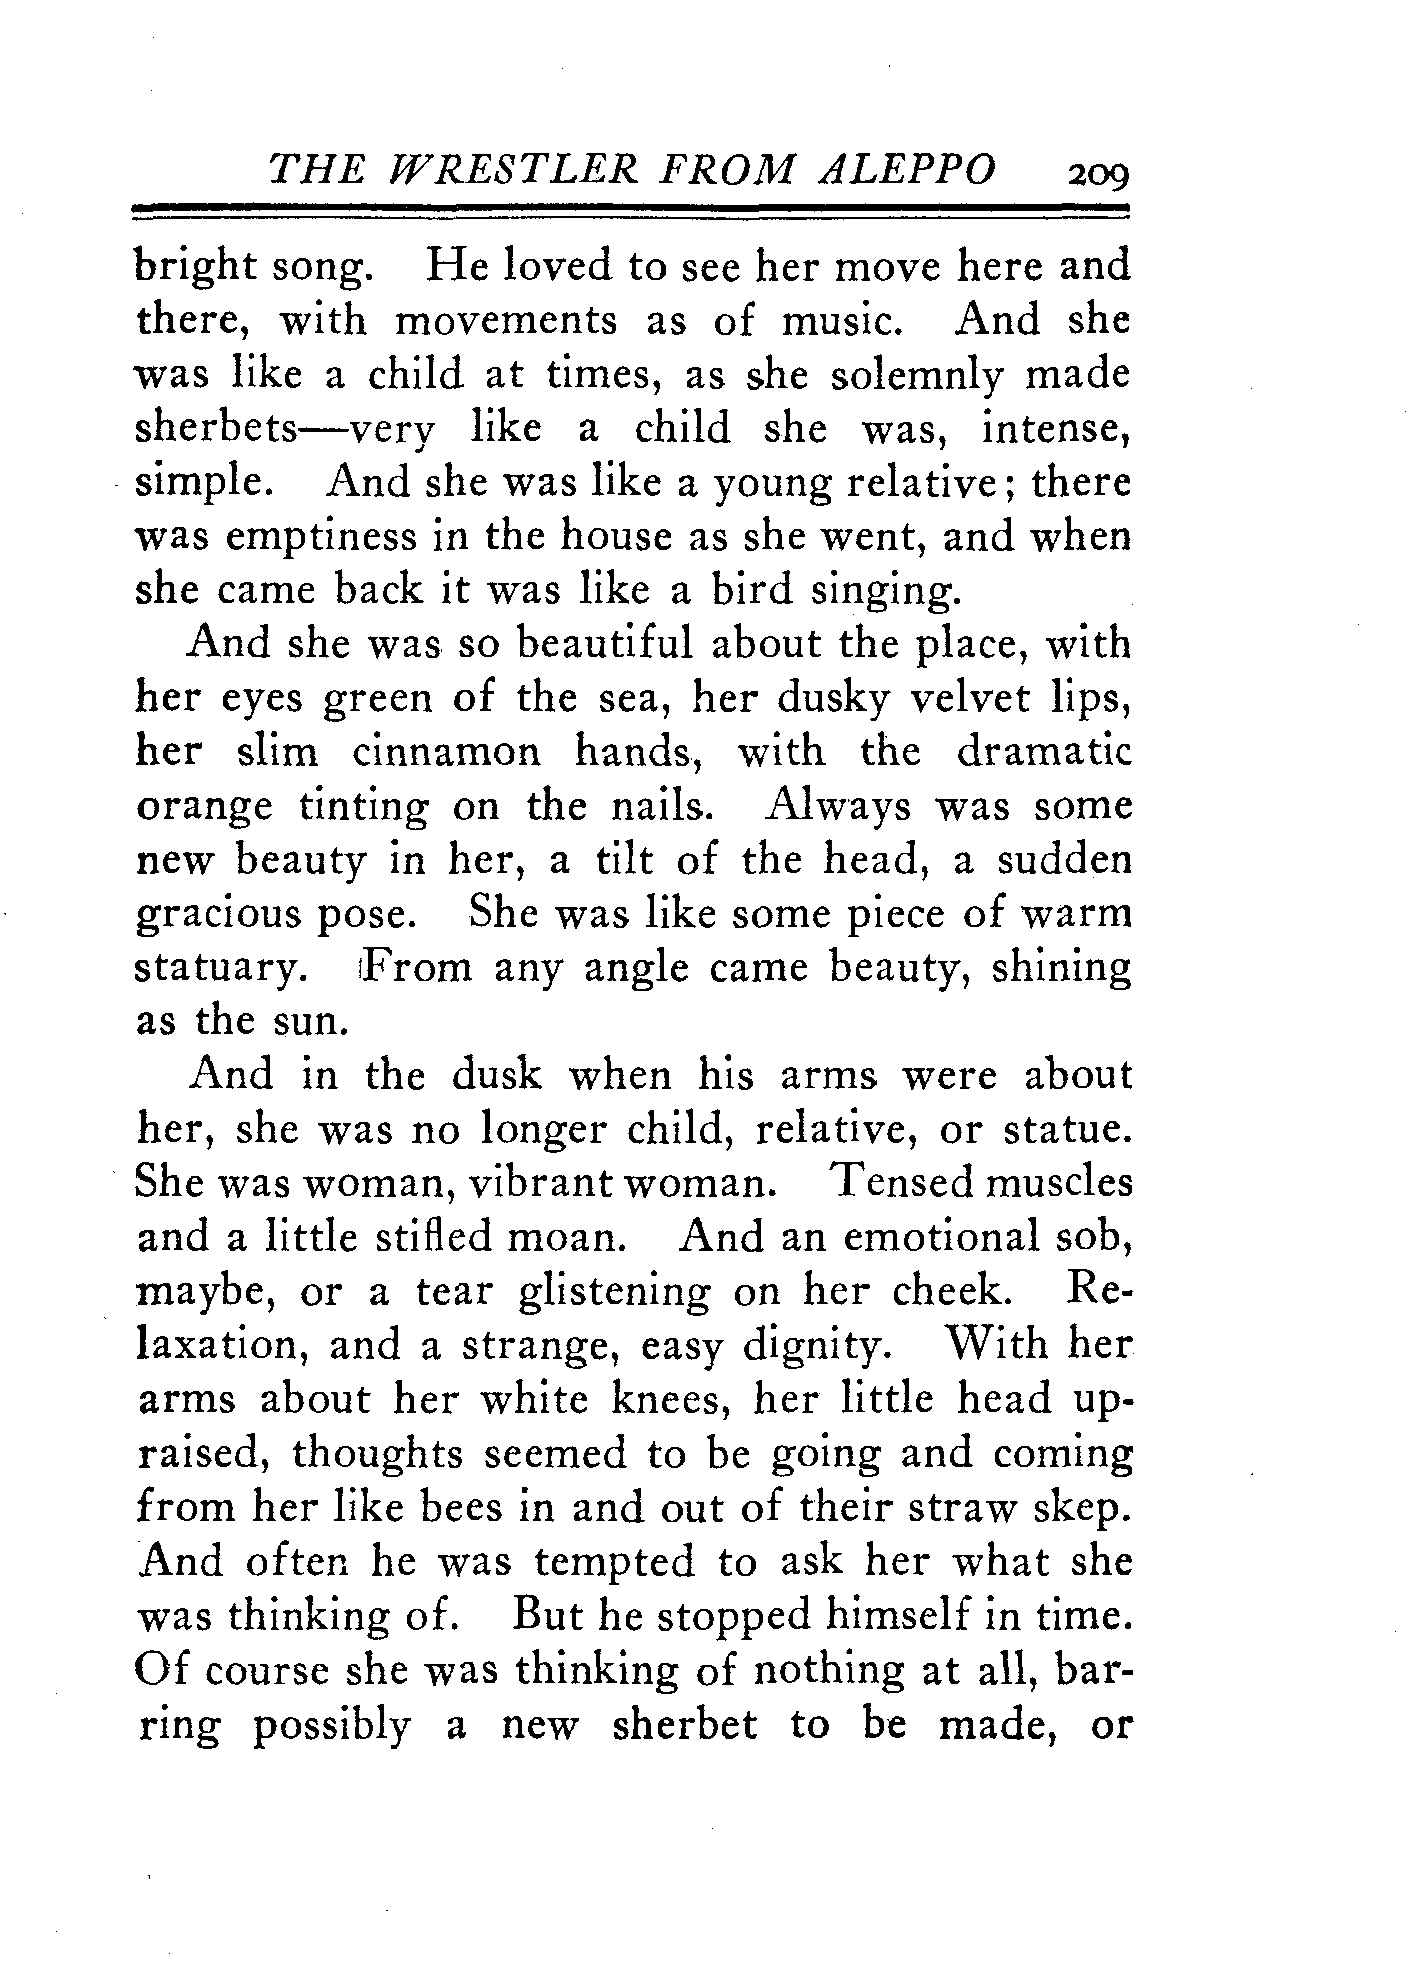 THE WRESTLER FROM ALEPPO 209
bright song. He loved to see her move here and
there, with movements as of music. And she
was like a child at times, as she solemnly made
sherbets—very like a child she was, intense,
simple. And she was like a young relative; there
was emptiness in the house as she went, and when
she came back it was like a bird singing.
And she was so beautiful about the place, with
her eyes green of the sea, her dusky velvet lips,
her slim cinnamon hands, with the dramatic
orange tinting on the nails. Always was some
new beauty in her, a tilt of the head, a sudden
gracious pose. She was like some piece of warm
statuary. From any angle came beauty, shining
as the sun.
And in the dusk when his arms were about
her, she was no longer child, relative, or statue.
She was woman, vibrant woman. Tensed muscles
and a little stifled moan. And an emotional sob,
maybe, or a tear glistening on her cheek. Re-
laxation, and a strange, easy dignity. With her
arms about her white knees, her little head up-
raised, thoughts seemed to be going and coming
from her like bees in and out of their straw skep.
And often he was tempted to ask her what she
was thinking of. But he stopped himself in time.
Of course she was thinking of nothing at all, bar-
ring possibly a new sherbet to be made, or